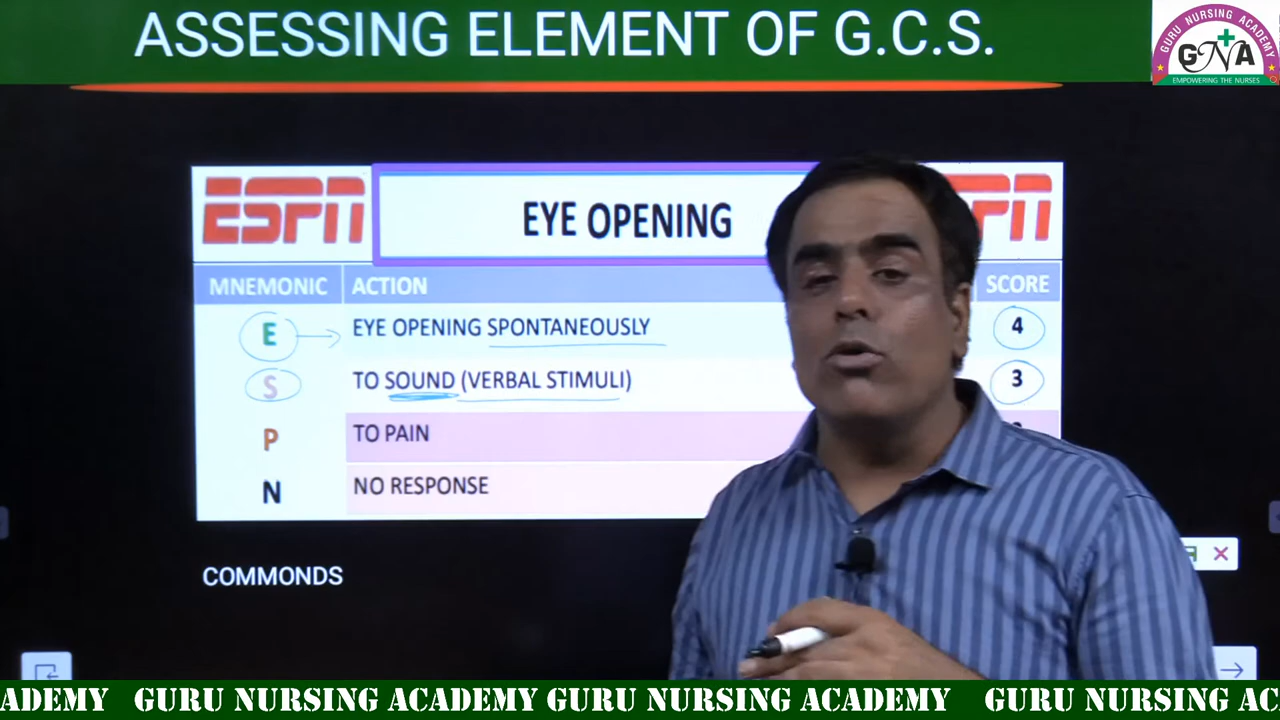 ASSESSING ELEMENT OF G.C.S.
GURU NURSING ACADEMY
GNA
EMPOWERING THE NURSES
ESPN
EYE OPENING
MNEMONIC ACTION SCORE
E EYE OPENING SPONTANEOUSLY 4
S TO SOUND (VERBAL STIMULI) 3
P TO PAIN
N NO RESPONSE
COMMONDS
ADEMY GURU NURSING ACADEMY GURU NURSING ACADEMY GURU NURSING AC